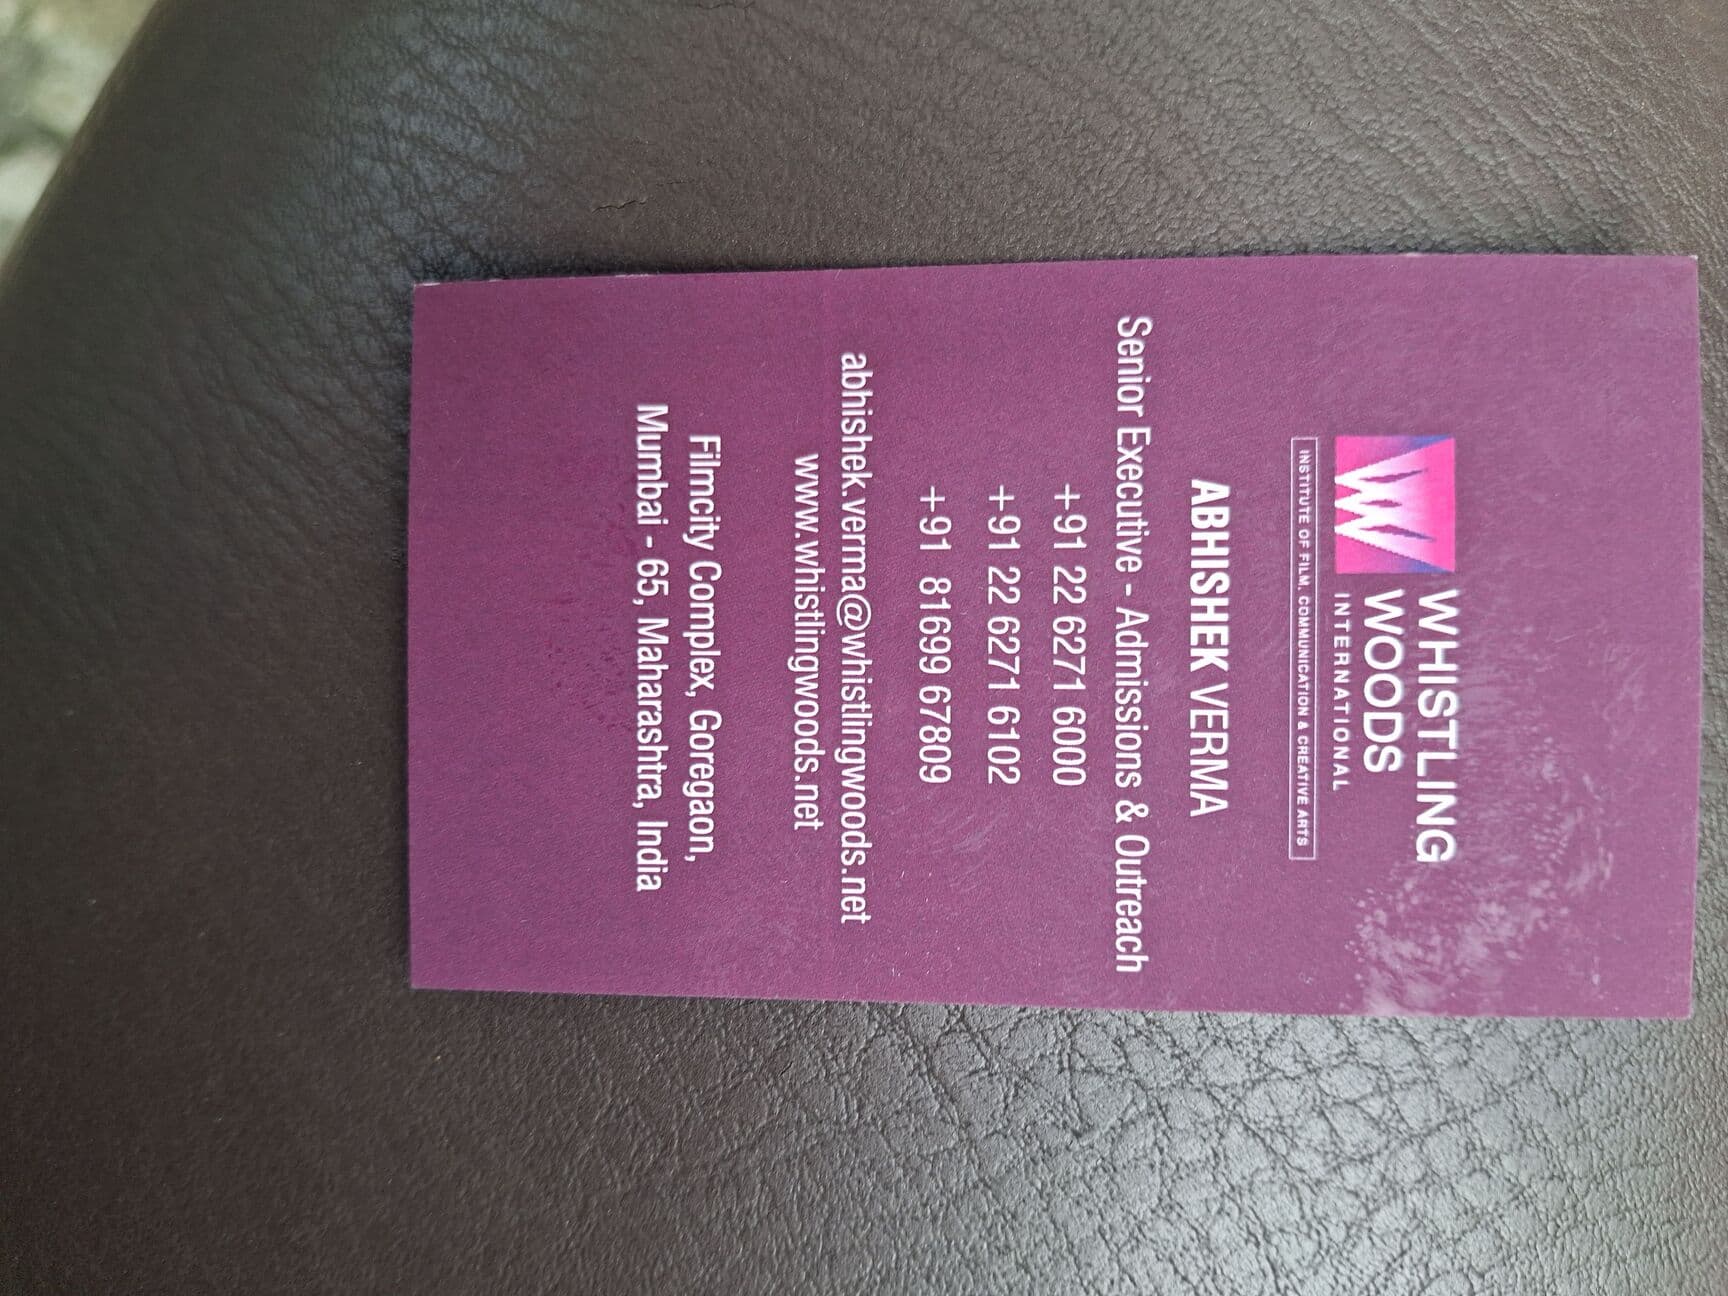 WHISTLING
WOODS
INTERNATIONAL
INSTITUTE OF FILM, COMMUNICATION & CREATIVE ARTS
ABHISHEK VERMA
Senior Executive - Admissions & Outreach
+91 22 6271 6000
+91 22 6271 6102
+91 81699 67809
abhishek.verma@whistlingwoods.net
www.whistlingwoods.net
Filmcity Complex, Goregaon,
Mumbai - 65, Maharashtra, India